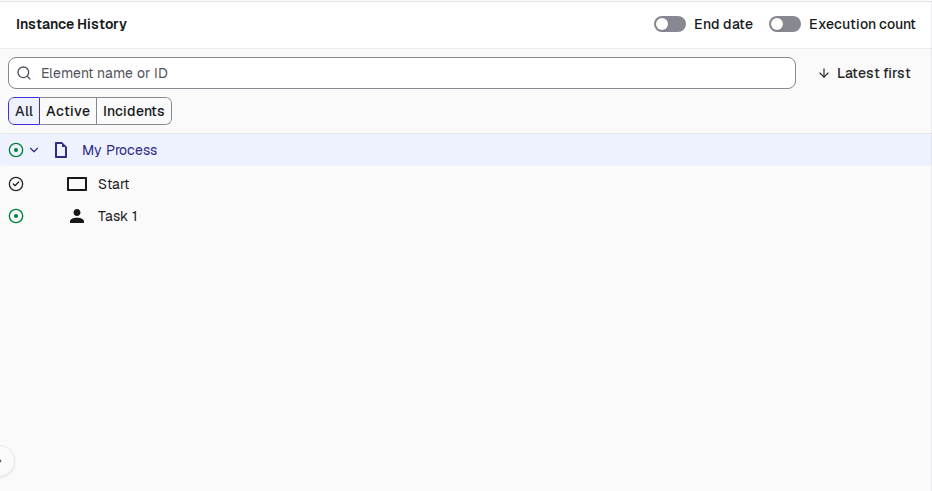 Instance History
End date
Execution count
Element name or ID
Latest first
All
Active
Incidents
My Process
Start
Task 1